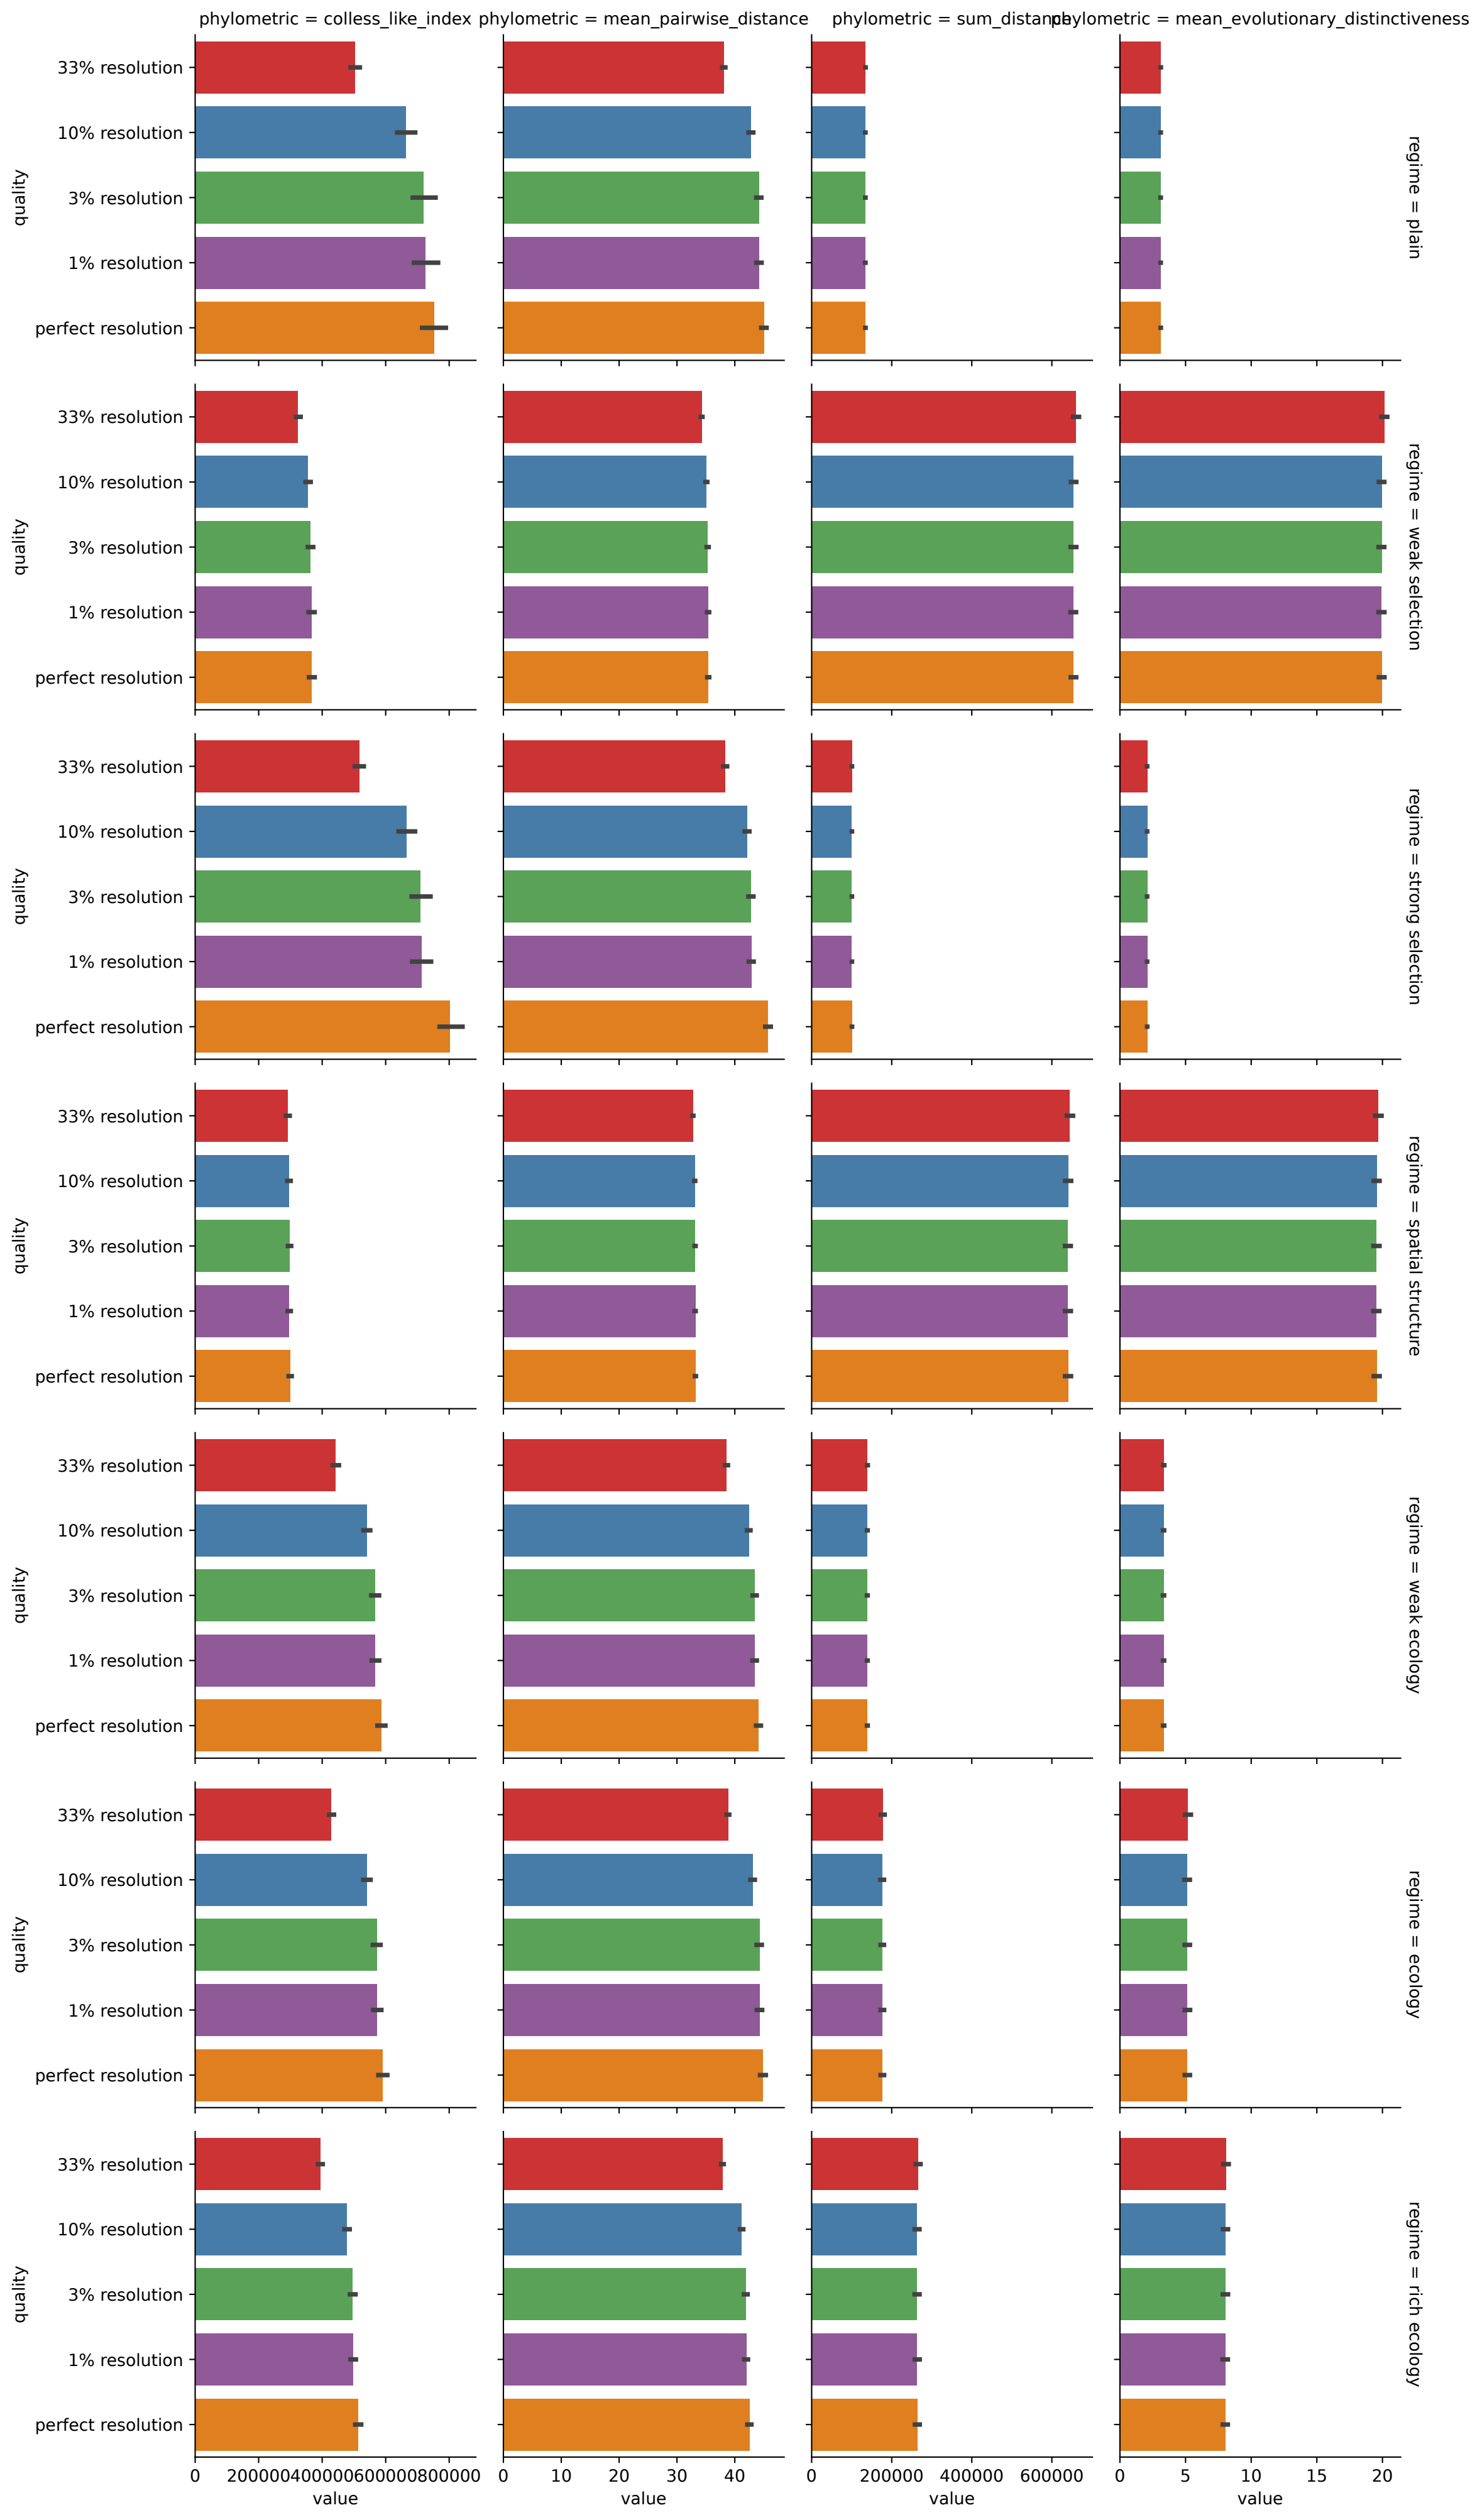 phylometric = colless_like_index
phylometric = mean_pairwise_distance
phylometric = sum_distance
phylometric = mean_evolutionary_distinctiveness
33% resolution
10% resolution
3% resolution
1% resolution
perfect resolution
quality
regime = plain
33% resolution
10% resolution
3% resolution
1% resolution
perfect resolution
quality
regime = weak selection
33% resolution
10% resolution
3% resolution
1% resolution
perfect resolution
quality
regime = strong selection
33% resolution
10% resolution
3% resolution
1% resolution
perfect resolution
quality
regime = spatial structure
33% resolution
10% resolution
3% resolution
1% resolution
perfect resolution
quality
regime = weak ecology
33% resolution
10% resolution
3% resolution
1% resolution
perfect resolution
quality
regime = ecology
33% resolution
10% resolution
3% resolution
1% resolution
perfect resolution
quality
regime = rich ecology
0 200000 400000 600000 800000
0 10 20 30 40
0 200000 400000 600000
0 5 10 15 20
value
value
value
value